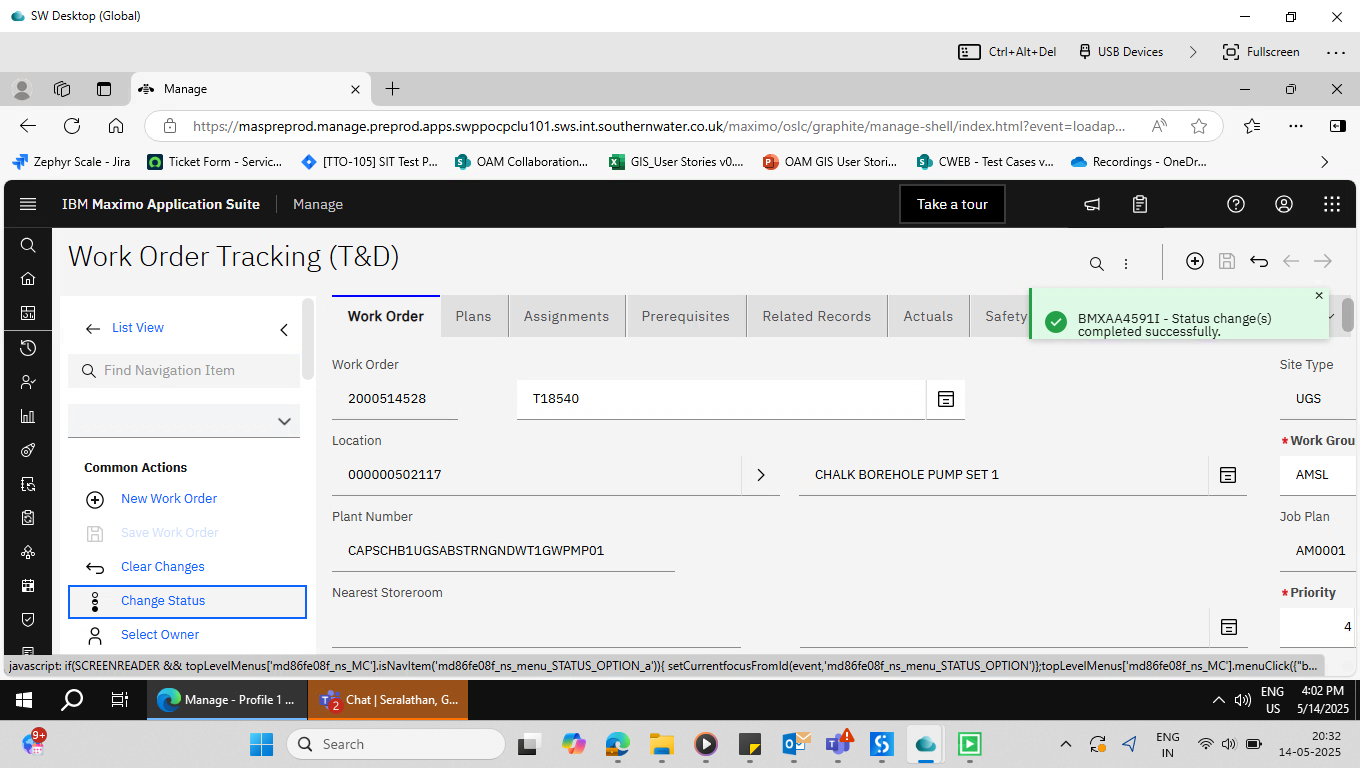 SW Desktop (Global)
Ctrl+Alt+Del
USB Devices
Fullscreen
Manage
https://maspreprod.manage.preprod.apps.swppocpclu101.sws.int.southernwater.co.uk/maximo/oslc/graphite/manage-shell/index.html?event=loadap...
Zephyr Scale - Jira
Ticket Form - Servic...
[TTO-105] SIT Test P...
OAM Collaboration...
GIS_User Stories v0....
OAM GIS User Stori...
CWEB - Test Cases v...
Recordings - OneDr...
IBM Maximo Application Suite
Manage
Take a tour
Work Order Tracking (T&D)
List View
Find Navigation Item
Common Actions
New Work Order
Save Work Order
Clear Changes
Change Status
Select Owner
Work Order
Plans
Assignments
Prerequisites
Related Records
Actuals
Safety
BMXAA4591I - Status change(s)
completed successfully.
Work Order
2000514528
T18540
Site Type
UGS
Location
000000502117
CHALK BOREHOLE PUMP SET 1
*Work Grou
AMSL
Plant Number
CAPSCHB1UGSABSTRNGNDWT1GWPMP01
Job Plan
AM0001
Nearest Storeroom
*Priority
4
javascript: if(SCREENREADER && topLevelMenus['md86fe08f_ns_MC'].isNavItem('md86fe08f_ns_menu_STATUS_OPTION_a')){ setCurrentfocusFromId(event,'md86fe08f_ns_menu_STATUS_OPTION')};topLevelMenus['md86fe08f_ns_MC'].menuClick({"b...
Manage - Profile 1 ...
2
Chat | Seralathan, G...
ENG
US
4:02 PM
5/14/2025
9+
Search
ENG
IN
20:32
14-05-2025